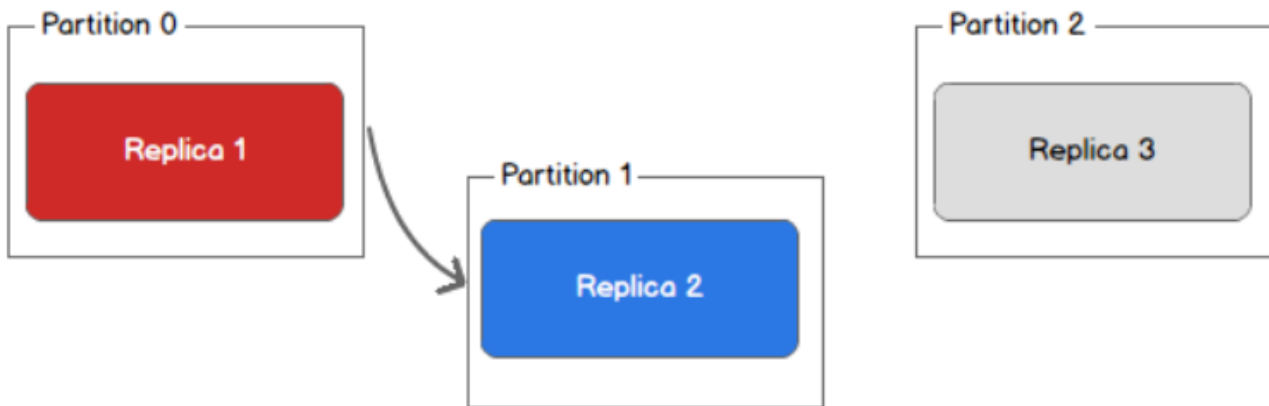 Partition 0
Replica 1
Partition 1
Replica 2
Partition 2
Replica 3